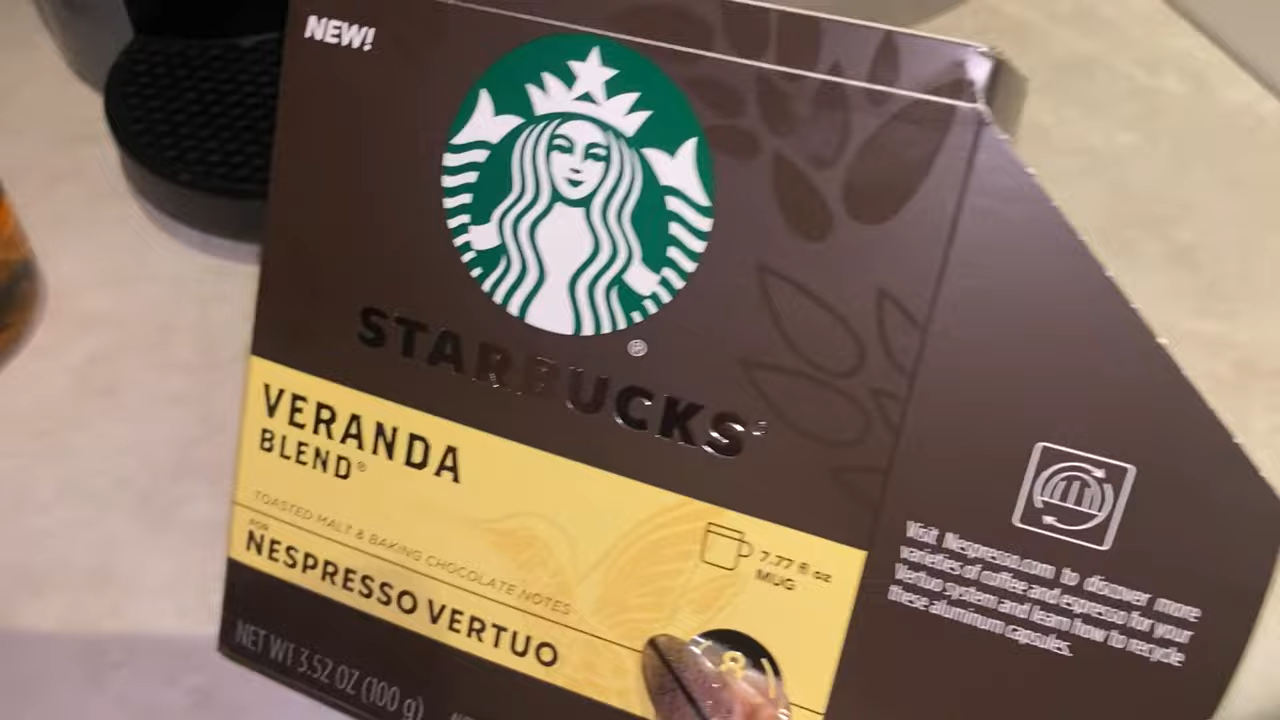 NEW!
STARBUCKS®
VERANDA
BLEND®
TOASTED MALT & BAKING CHOCOLATE NOTES
7.77 fl oz
MUG
FOR
NESPRESSO VERTUO
NET WT 3.52 OZ (100 g)
Visit Nespresso.com to discover more
varieties of coffee and espresso for your
Vertuo system and learn how to recycle
these aluminum capsules.